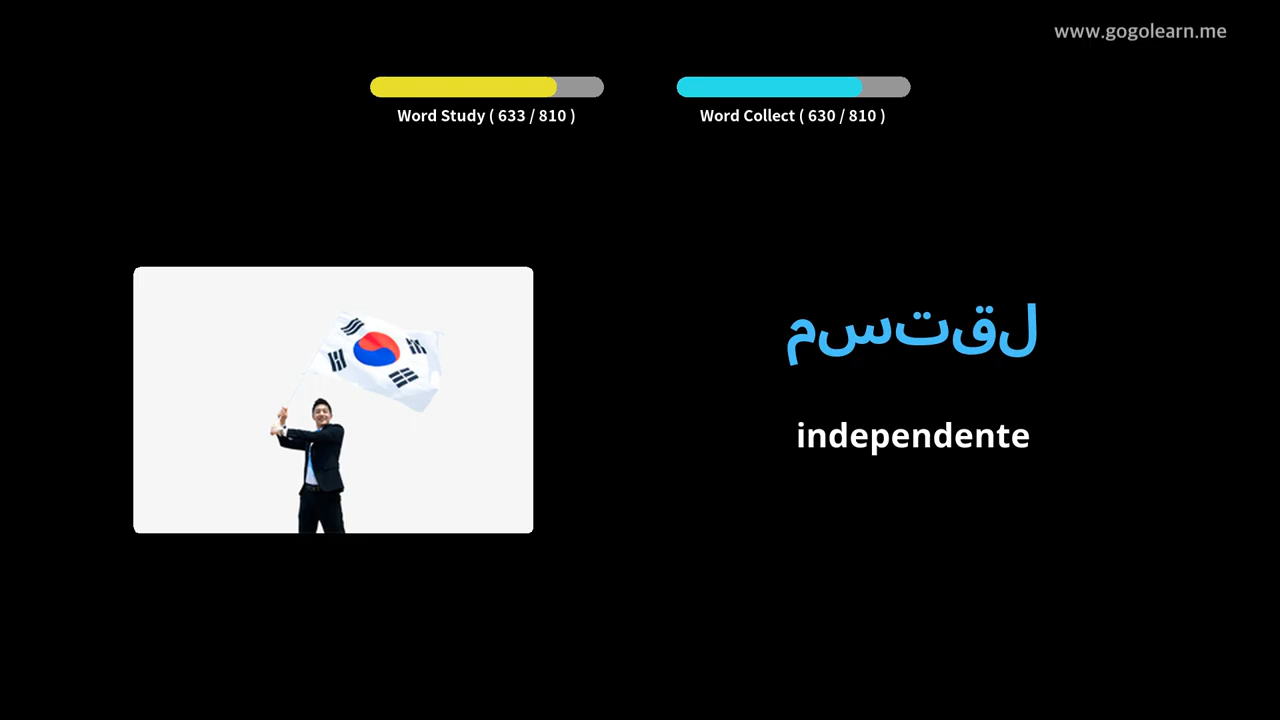 www.gogolearn.me
Word Study ( 633 / 810 )
Word Collect ( 630 / 810 )
مستقل
independente